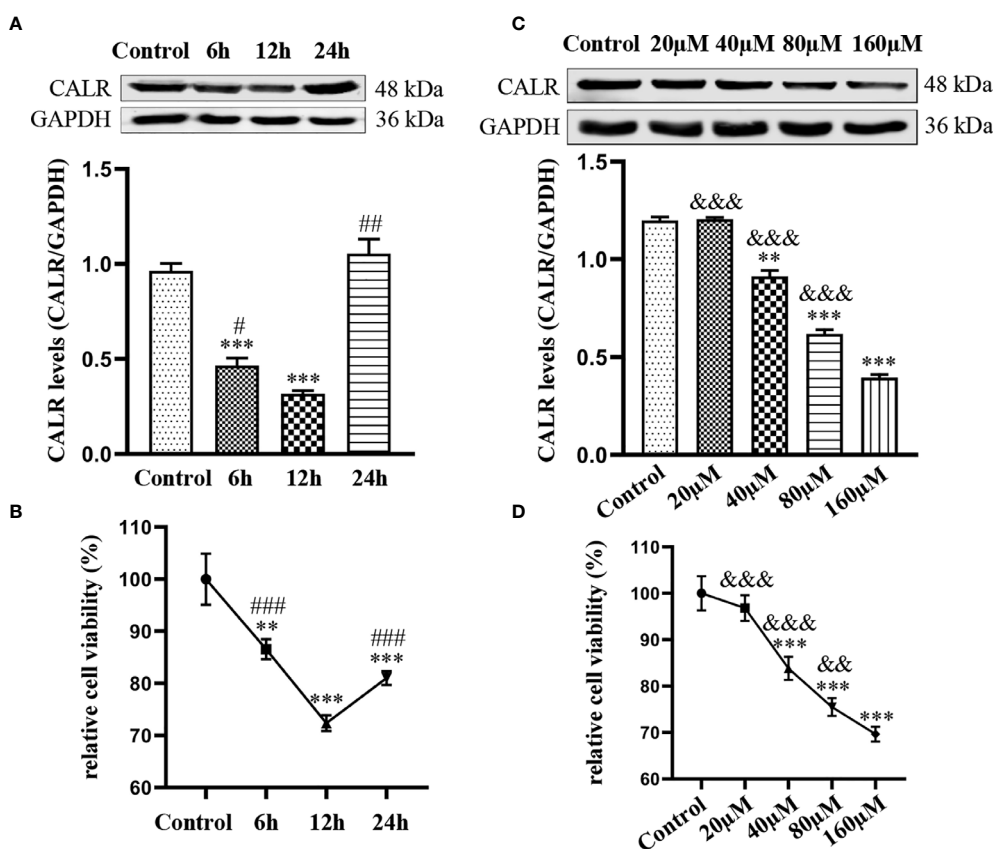 A
Control 6h 12h 24h
CALR 48 kDa
GAPDH 36 kDa
CALR levels (CALR/GAPDH)
1.5
1.0
0.5
0.0
#
***
***
##
Control 6h 12h 24h
B
relative cell viability (%)
110
100
90
80
70
60
###
**
***
###
***
Control 6h 12h 24h
C
Control 20μM 40μM 80μM 160μM
CALR 48 kDa
GAPDH 36 kDa
CALR levels (CALR/GAPDH)
1.5
1.0
0.5
0.0
&&&
&&&
**
&&&
***
***
Control 20μM 40μM 80μM 160μM
D
relative cell viability (%)
110
100
90
80
70
60
&&&
&&&
***
&&
***
***
Control 20μM 40μM 80μM 160μM